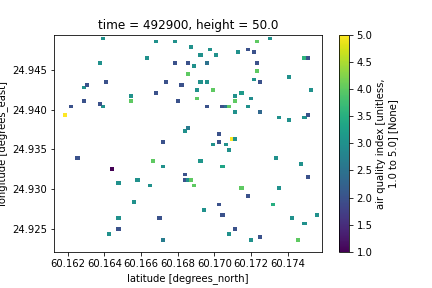 time = 492900, height = 50.0
longitude [degrees_east]
24.945
24.940
24.935
24.930
24.925
60.162 60.164 60.166 60.168 60.170 60.172 60.174
latitude [degrees_north]
5.0
4.5
4.0
3.5
3.0
2.5
2.0
1.5
1.0
air quality index [unitless,
1.0 to 5.0] [None]